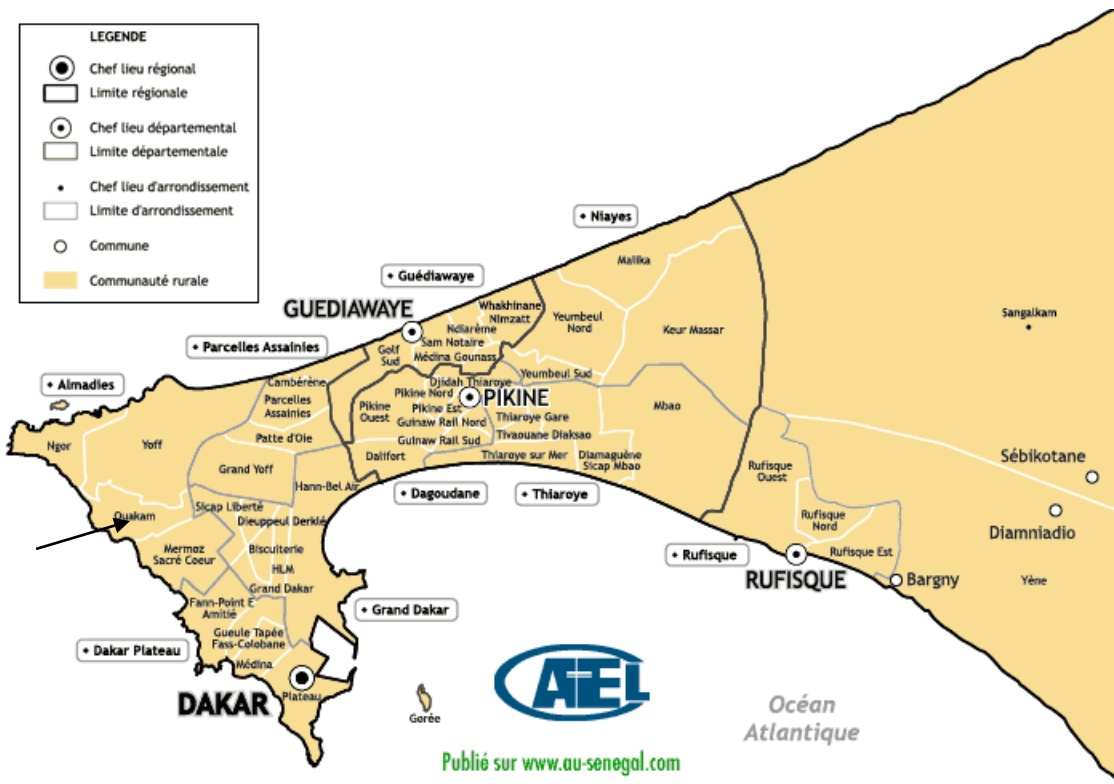 LEGENDE
Chef lieu régional
Limite régionale
Chef lieu départemental
Limite départementale
Chef lieu d'arrondissement
Limite d'arrondissement
Commune
Communauté rurale
Niayes
Malika
Guédiawaye
GUEDIAWAYE
Whakhinane
Nimzatt
Yeumbeul
Nord
Keur Massar
Sangalkam
Ndiarème
Sam Notaire
Médina Gounass
Golf
Sud
Parcelles Assainies
Almadies
Cambérène
Parcelles
Assainies
Patte d'Oie
Djidah Thiaroye
Yeumbeul Sud
Pikine Nord
PIKINE
Pikine
Ouest
Pikine Est
Guinaw Rail Nord
Guinaw Rail Sud
Thiaroye Gare
Tivaouane Diaksao
Mbao
Ngor
Yoff
Grand Yoff
Dalifort
Thiaroye sur Mer
Diamaguéne
Sicap Mbao
Hann-Bel Air
Dagoudane
Thiaroye
Rufisque
Ouest
Sébikotane
Ouakam
Sicap Liberté
Dieuppeul Derklé
Rufisque
Nord
Diamniadio
Mermoz
Sacré Coeur
Biscuiterie
HLM
Grand Dakar
Rufisque
RUFISQUE
Rufisque Est
Bargny
Yène
Fann-Point E
Amitié
Grand Dakar
Gueule Tapée
Fass-Colobane
Dakar Plateau
Médina
DAKAR
Plateau
Gorée
ATEL
Océan
Atlantique
Publié sur www.au-senegal.com